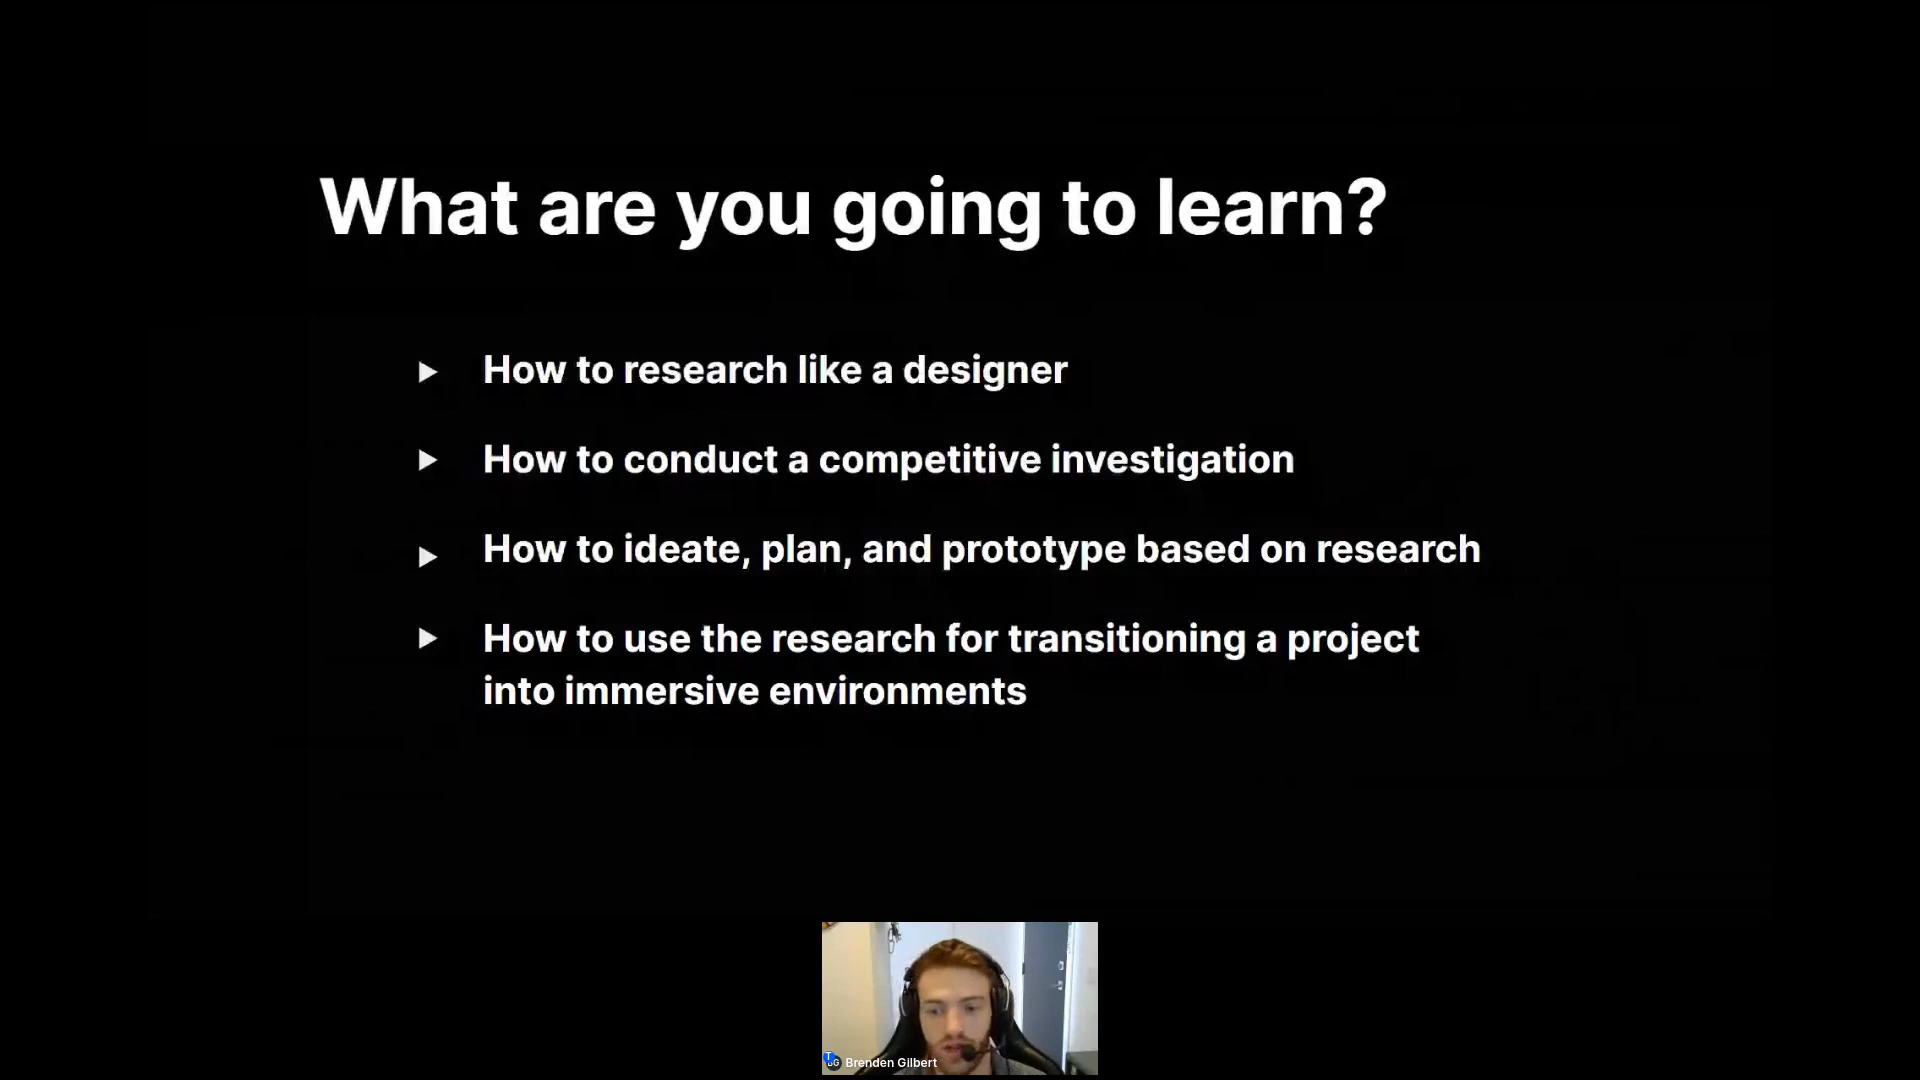 What are you going to learn?
▶ How to research like a designer
▶ How to conduct a competitive investigation
▶ How to ideate, plan, and prototype based on research
▶ How to use the research for transitioning a project
into immersive environments
T
BG Brenden Gilbert